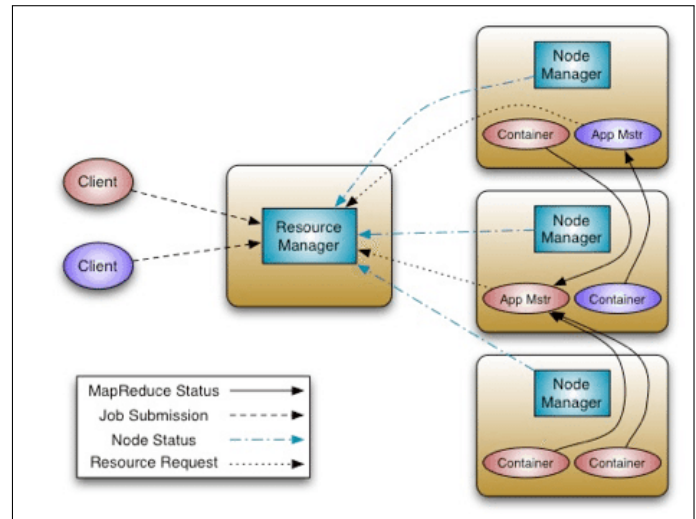 Client
Client
Resource
Manager
Node
Manager
Container
App Mstr
Node
Manager
App Mstr
Container
Node
Manager
Container
Container
MapReduce Status
Job Submission
Node Status
Resource Request